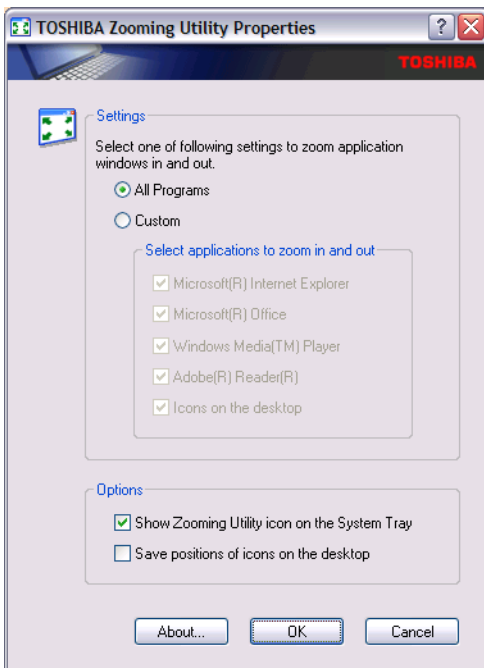 TOSHIBA Zooming Utility Properties
TOSHIBA
Settings
Select one of following settings to zoom application
windows in and out.
All Programs
Custom
Select applications to zoom in and out
Microsoft(R) Internet Explorer
Microsoft(R) Office
Windows Media(TM) Player
Adobe(R) Reader(R)
Icons on the desktop
Options
Show Zooming Utility icon on the System Tray
Save positions of icons on the desktop
About... OK Cancel